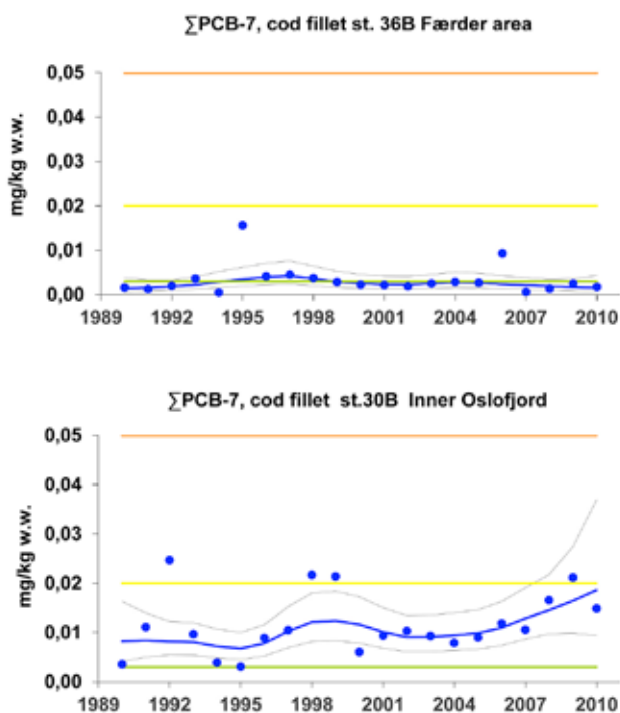 ∑PCB-7, cod fillet st. 36B Færder area
mg/kg w.w.
0,05
0,04
0,03
0,02
0,01
0,00
1989 1992 1995 1998 2001 2004 2007 2010
∑PCB-7, cod fillet st.30B Inner Oslofjord
mg/kg w.w.
0,05
0,04
0,03
0,02
0,01
0,00
1989 1992 1995 1998 2001 2004 2007 2010